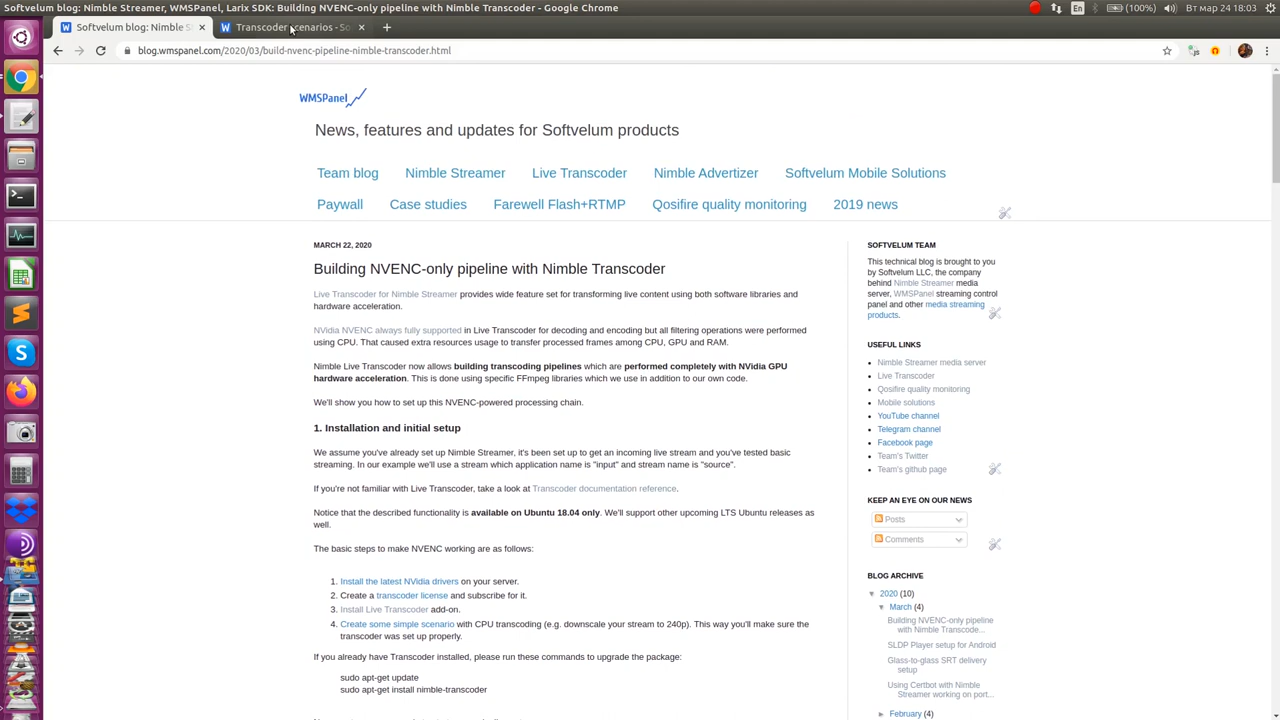 Softvelum blog: Nimble Streamer, WMSPanel, Larix SDK: Building NVENC-only pipeline with Nimble Transcoder - Google Chrome
En
(100%)
Вт мар 24 18:03
Softvelum blog: Nimble S
Transcoder scenarios - So
blog.wmspanel.com/2020/03/build-nvenc-pipeline-nimble-transcoder.html
WMSPanel
News, features and updates for Softvelum products
Team blog
Nimble Streamer
Live Transcoder
Nimble Advertizer
Softvelum Mobile Solutions
Paywall
Case studies
Farewell Flash+RTMP
Qosifire quality monitoring
2019 news
MARCH 22, 2020
Building NVENC-only pipeline with Nimble Transcoder
Live Transcoder for Nimble Streamer provides wide feature set for transforming live content using both software libraries and
hardware acceleration.
NVidia NVENC always fully supported in Live Transcoder for decoding and encoding but all filtering operations were performed
using CPU. That caused extra resources usage to transfer processed frames among CPU, GPU and RAM.
Nimble Live Transcoder now allows building transcoding pipelines which are performed completely with NVidia GPU
hardware acceleration. This is done using specific FFmpeg libraries which we use in addition to our own code.
We'll show you how to set up this NVENC-powered processing chain.
1. Installation and initial setup
We assume you've already set up Nimble Streamer, it's been set up to get an incoming live stream and you've tested basic
streaming. In our example we'll use a stream which application name is "input" and stream name is "source".
If you're not familiar with Live Transcoder, take a look at Transcoder documentation reference.
Notice that the described functionality is available on Ubuntu 18.04 only. We'll support other upcoming LTS Ubuntu releases as
well.
The basic steps to make NVENC working are as follows:
1. Install the latest NVidia drivers on your server.
2. Create a transcoder license and subscribe for it.
3. Install Live Transcoder add-on.
4. Create some simple scenario with CPU transcoding (e.g. downscale your stream to 240p). This way you'll make sure the
transcoder was set up properly.
If you already have Transcoder installed, please run these commands to upgrade the package:
sudo apt-get update
sudo apt-get install nimble-transcoder
SOFTVELUM TEAM
This technical blog is brought to you
by Softvelum LLC, the company
behind Nimble Streamer media
server, WMSPanel streaming control
panel and other media streaming
products.
USEFUL LINKS
Nimble Streamer media server
Live Transcoder
Qosifire quality monitoring
Mobile solutions
YouTube channel
Telegram channel
Facebook page
Team's Twitter
Team's github page
KEEP AN EYE ON OUR NEWS
Posts
Comments
BLOG ARCHIVE
▼ 2020 (10)
▼ March (4)
Building NVENC-only pipeline
with Nimble Transcode...
SLDP Player setup for Android
Glass-to-glass SRT delivery
setup
Using Certbot with Nimble
Streamer working on port...
► February (4)